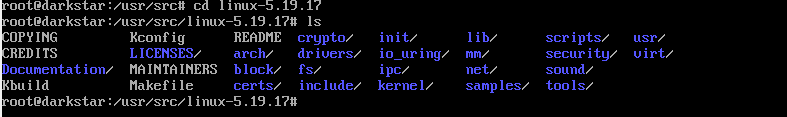 root@darkstar:/usr/src# cd linux-5.19.17
root@darkstar:/usr/src/linux-5.19.17# ls
COPYING Kconfig README crypto/ init/ lib/ scripts/ usr/
CREDITS LICENSES/ arch/ drivers/ io_uring/ mm/ security/ virt/
Documentation/ MAINTAINERS block/ fs/ ipc/ net/ sound/
Kbuild Makefile certs/ include/ kernel/ samples/ tools/
root@darkstar:/usr/src/linux-5.19.17#